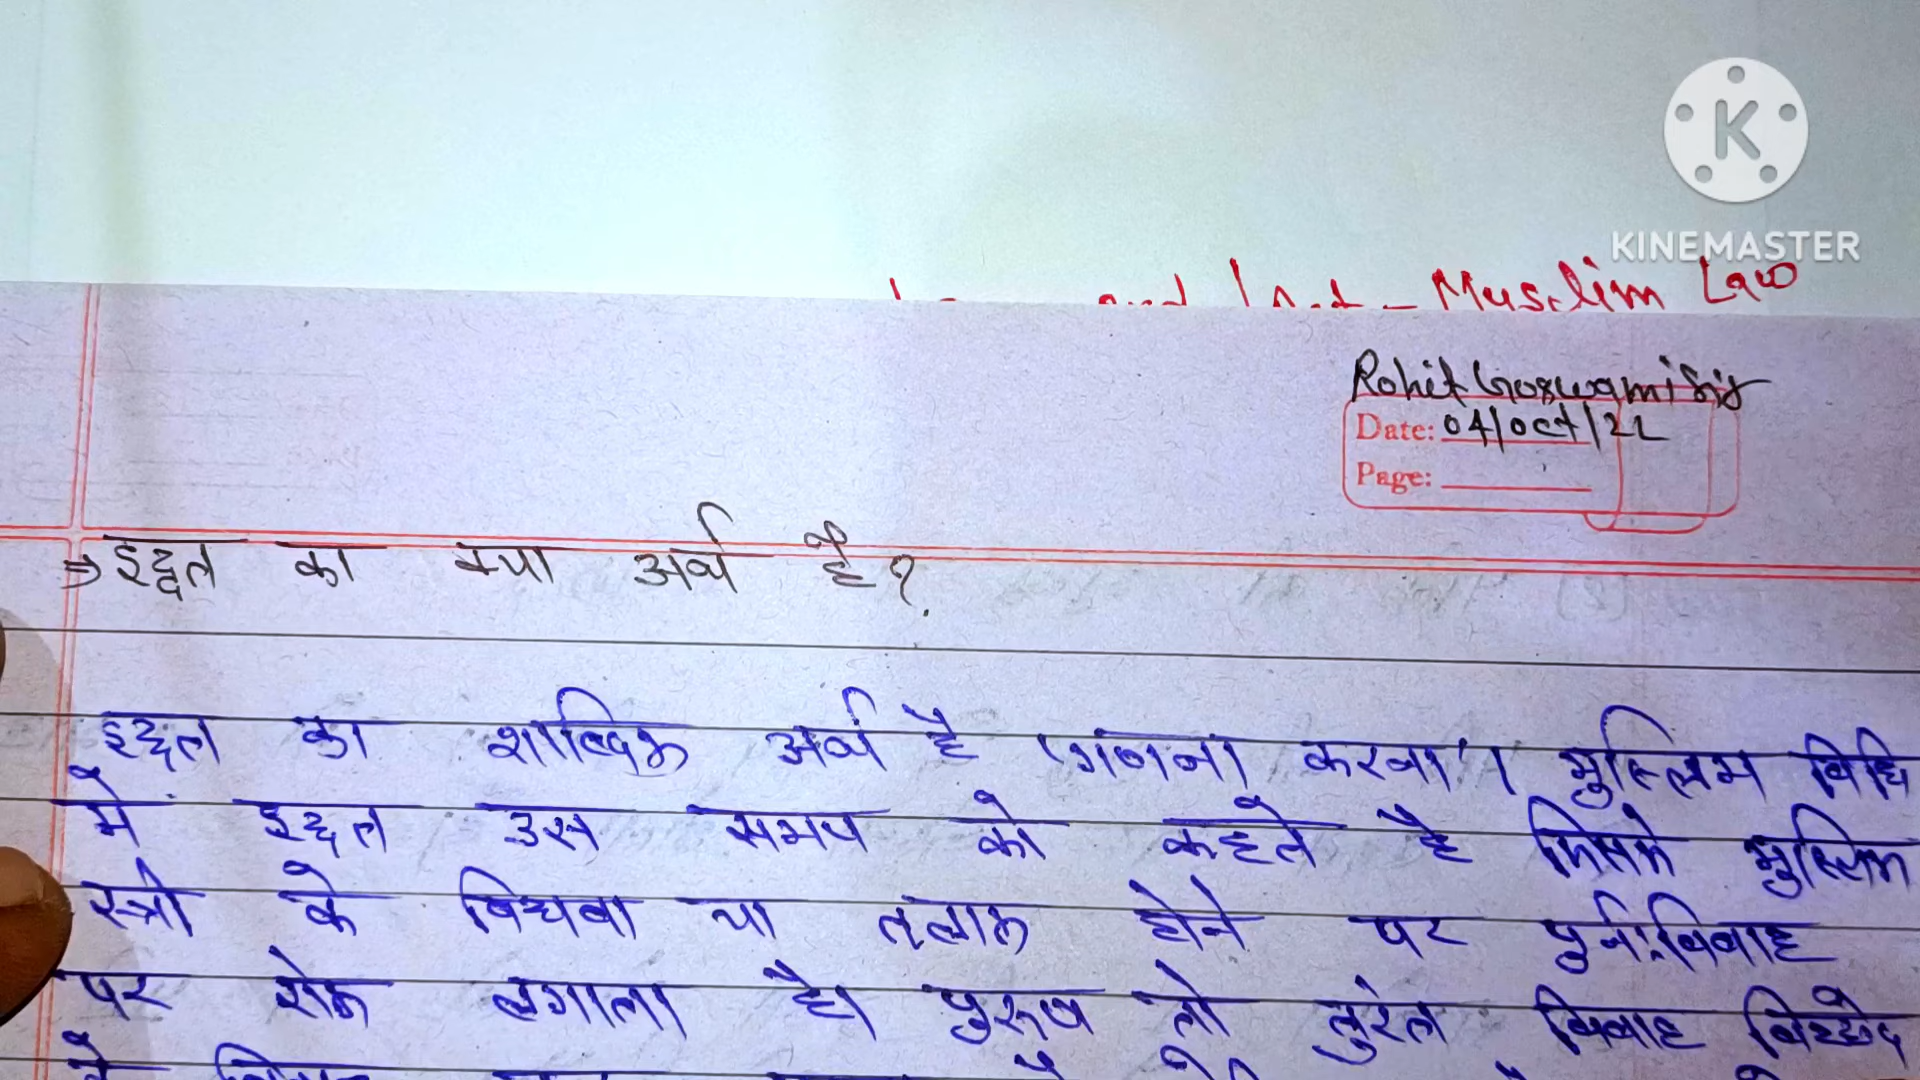 KINEMASTER
Muslim Law
Rohit Goswami Sir
Date: 04/Oct/22
Page:
⇒ इद्दत का क्या अर्थ है?
इद्दत का शाब्दिक अर्थ है 'गणना करना'। मुस्लिम विधि
में इद्दत उस समय को कहते है जिसमे मुस्लिम
स्त्री के विधवा या तलाक होने पर पुर्न:विवाह
पर रोक लगाता है। पुरूष तो तुरंत विवाह विच्छेद